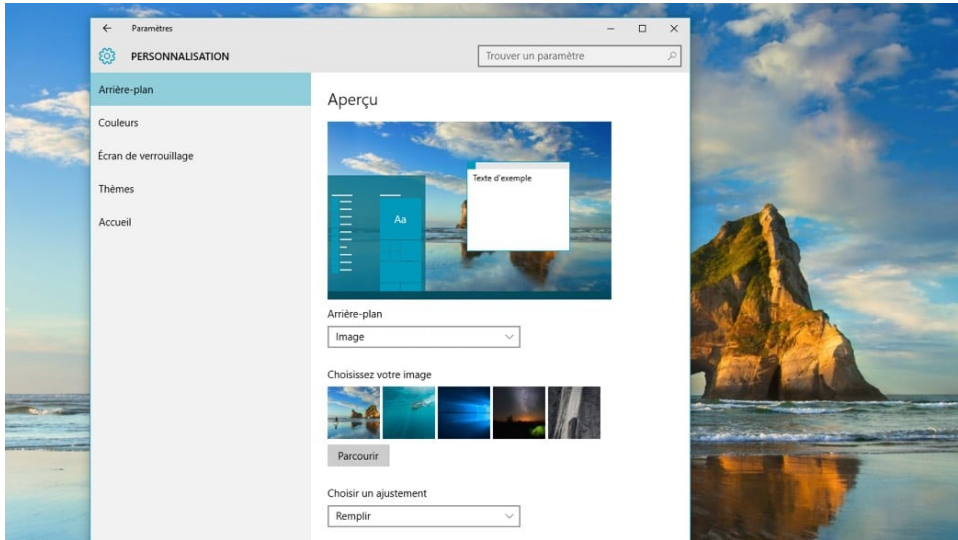 Paramètres
PERSONNALISATION
Trouver un paramètre
Arrière-plan
Couleurs
Écran de verrouillage
Thèmes
Accueil
Aperçu
Texte d'exemple
Aa
Arrière-plan
Image
Choisissez votre image
Parcourir
Choisir un ajustement
Remplir